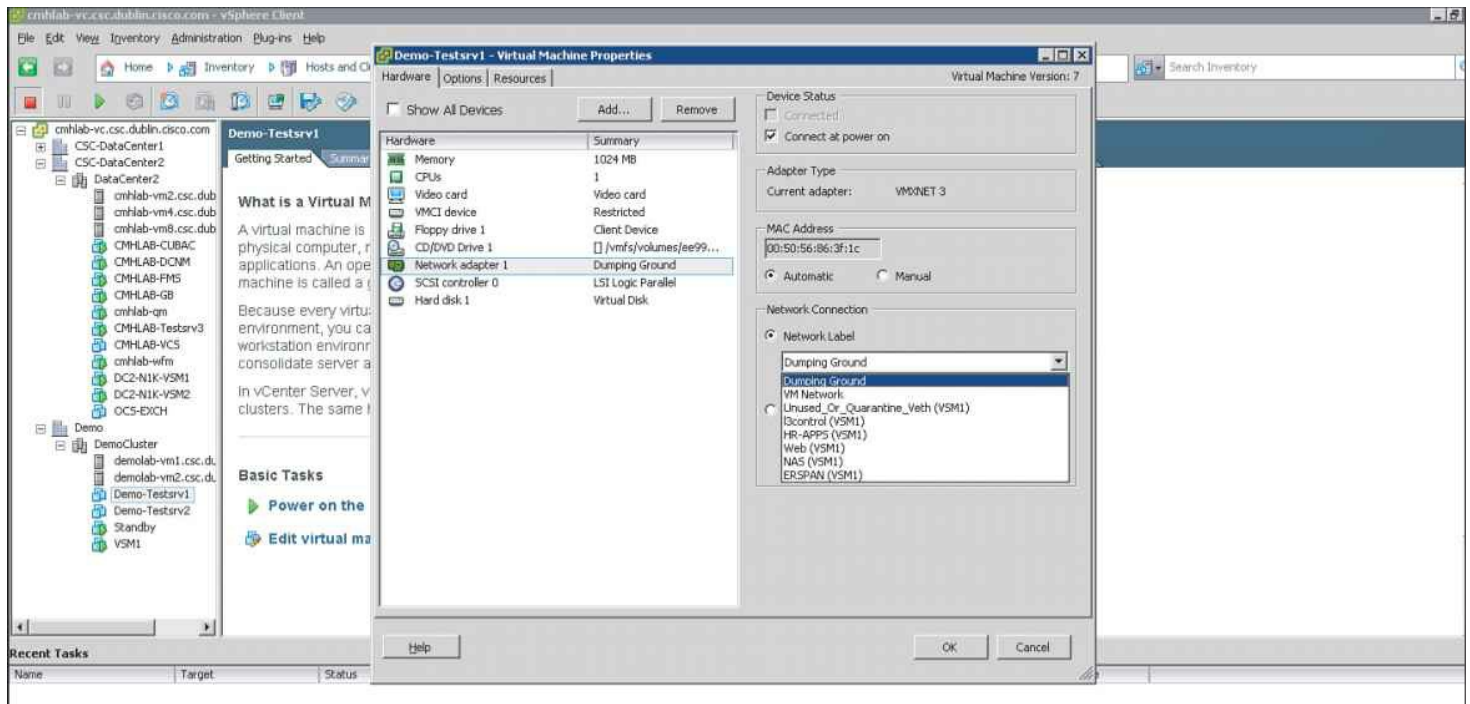 cmhlab-vc.csc.dublin.cisco.com - vSphere Client
File Edit View Inventory Administration Plug-ins Help
Home Inventory Hosts and
Search Inventory
cmhlab-vc.csc.dublin.cisco.com
CSC-DataCenter1
CSC-DataCenter2
DataCenter2
cmhlab-vm2.csc.dub
cmhlab-vm4.csc.dub
cmhlab-vm8.csc.dub
CMHLAB-CUBAC
CMHLAB-DCNM
CMHLAB-FMS
CMHLAB-GB
cmhlab-qm
CMHLAB-Testsrv3
CMHLAB-VCS
cmhlab-wfm
DC2-N1K-VSM1
DC2-N1K-VSM2
OCS-EXCH
Demo
DemoCluster
demolab-vm1.csc.du
demolab-vm2.csc.du
Demo-Testsrv1
Demo-Testsrv2
Standby
VSM1
Demo-Testsrv1
Getting Started Summar
What is a Virtual M
A virtual machine is
physical computer, r
applications. An ope
machine is called a
Because every virtu
environment, you ca
workstation environr
consolidate server a
In vCenter Server, v
clusters. The same
Basic Tasks
Power on the
Edit virtual ma
Demo-Testsrv1 - Virtual Machine Properties
Hardware Options Resources
Virtual Machine Version: 7
Show All Devices
Add... Remove
Hardware Summary
Memory 1024 MB
CPUs 1
Video card Video card
VMCI device Restricted
Floppy drive 1 Client Device
CD/DVD Drive 1 [] /vmfs/volumes/ee99...
Network adapter 1 Dumping Ground
SCSI controller 0 LSI Logic Parallel
Hard disk 1 Virtual Disk
Device Status
Connected
Connect at power on
Adapter Type
Current adapter: VMXNET 3
MAC Address
00:50:56:86:3f:1c
Automatic Manual
Network Connection
Network Label
Dumping Ground
Dumping Ground
VM Network
Unused_Or_Quarantine_Veth (VSM1)
l3control (VSM1)
HR-APPS (VSM1)
Web (VSM1)
NAS (VSM1)
ERSPAN (VSM1)
Help
OK Cancel
Recent Tasks
Name Target Status